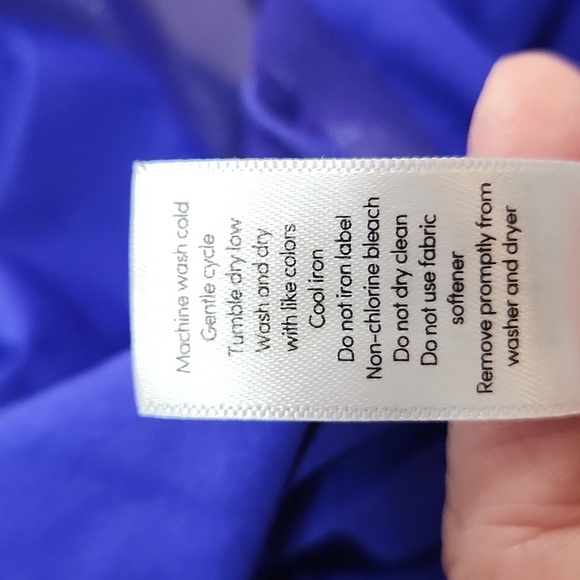 Machine wash cold
Gentle cycle
Tumble dry low
Wash and dry
with like colors
Cool iron
Do not iron label
Non-chlorine bleach
Do not dry clean
Do not use fabric
softener
Remove promptly from
washer and dryer